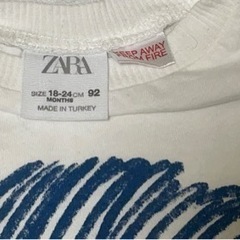 ZARA
SIZE 18-24 CM 92
MONTHS
MADE IN TURKEY
KEEP AWAY
FROM FIRE